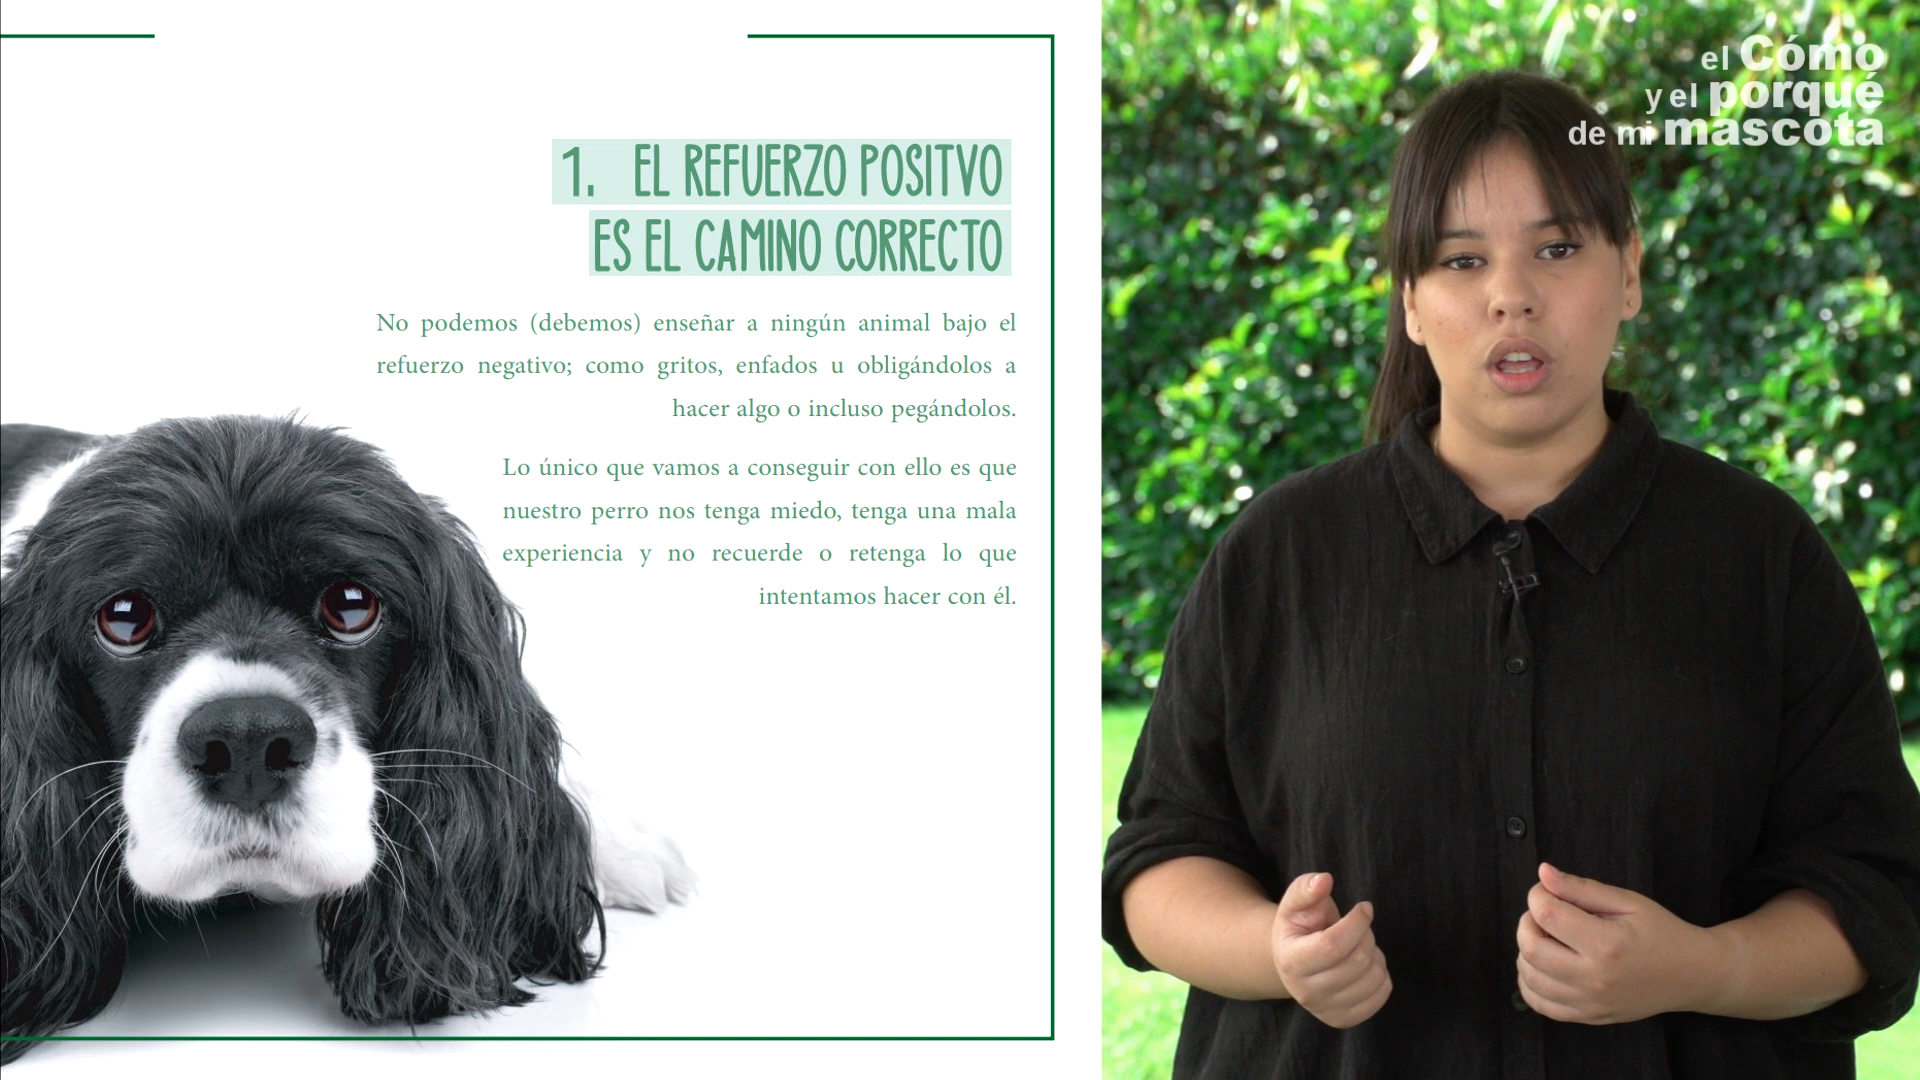 1. EL REFUERZO POSITVO
ES EL CAMINO CORRECTO
No podemos (debemos) enseñar a ningún animal bajo el
refuerzo negativo; como gritos, enfados u obligándolos a
hacer algo o incluso pegándolos.
Lo único que vamos a conseguir con ello es que
nuestro perro nos tenga miedo, tenga una mala
experiencia y no recuerde o retenga lo que
intentamos hacer con él.
el Cómo
y el porqué
de mi mascota